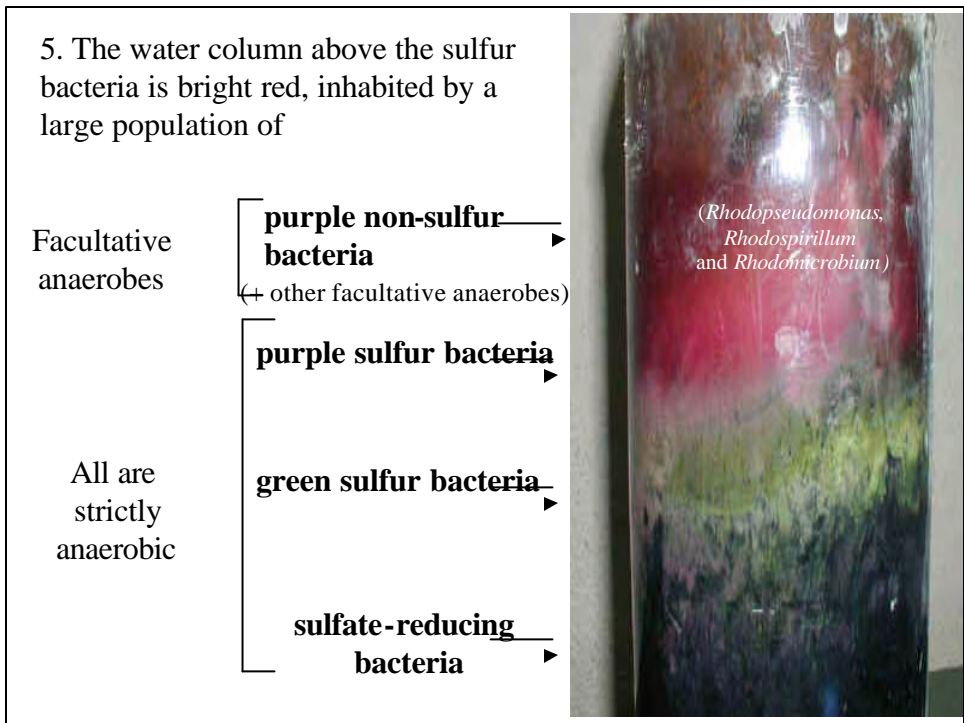 5. The water column above the sulfur
bacteria is bright red, inhabited by a
large population of
Facultative
anaerobes
purple non-sulfur
bacteria
(+ other facultative anaerobes)
(Rhodopseudomonas,
Rhodospirillum
and Rhodomicrobium)
purple sulfur bacteria
All are
strictly
anaerobic
green sulfur bacteria
sulfate-reducing
bacteria